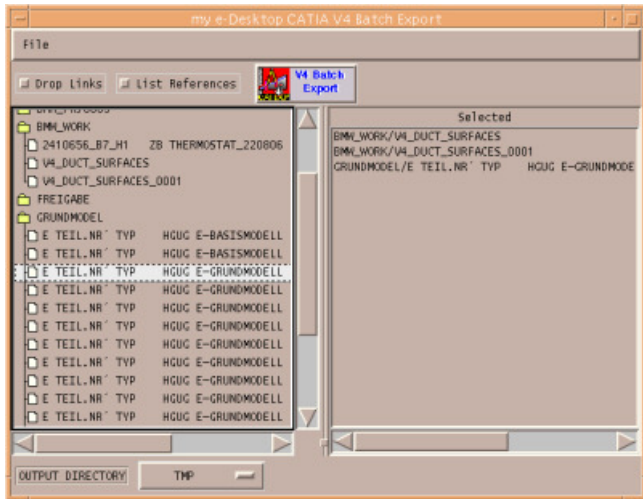 my e-Desktop CATIA V4 Batch Export
File
Drop Links
List References
V4 Batch
Export
BMW_WORK
2410656_B7_H1 ZB THERMOSTAT_220806
V4_DUCT_SURFACES
V4_DUCT_SURFACES_0001
FREIGABE
GRUNDMODEL
E TEIL.NR´ TYP HGUG E-BASISMODELL
E TEIL.NR´ TYP HGUG E-BASISMODELL
E TEIL.NR´ TYP HGUG E-GRUNDMODELL
E TEIL.NR´ TYP HGUG E-GRUNDMODELL
E TEIL.NR´ TYP HGUG E-GRUNDMODELL
E TEIL.NR´ TYP HGUG E-GRUNDMODELL
E TEIL.NR´ TYP HGUG E-GRUNDMODELL
E TEIL.NR´ TYP HGUG E-GRUNDMODELL
E TEIL.NR´ TYP HGUG E-GRUNDMODELL
E TEIL.NR´ TYP HGUG E-GRUNDMODELL
E TEIL.NR´ TYP HGUG E-GRUNDMODELL
Selected
BMW_WORK/V4_DUCT_SURFACES
BMW_WORK/V4_DUCT_SURFACES_0001
GRUNDMODEL/E TEIL.NR´ TYP HGUG E-GRUNDMODE
OUTPUT DIRECTORY
TMP